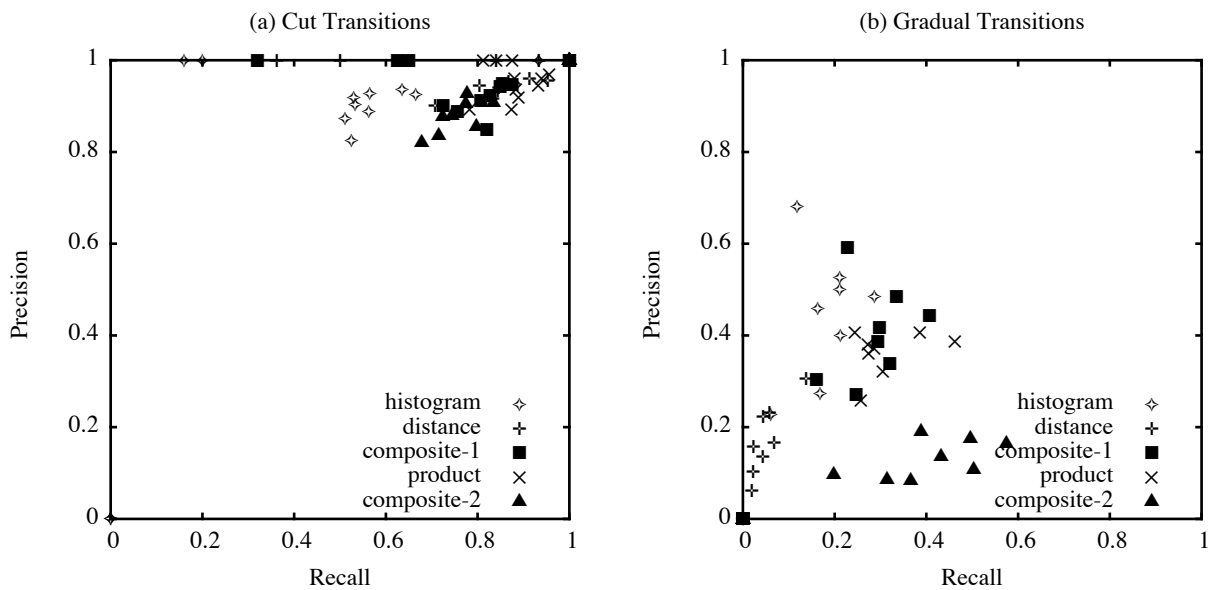 (a) Cut Transitions
1
0.8
0.6
0.4
0.2
0
Precision
histogram
distance
composite-1
product
composite-2
0 0.2 0.4 0.6 0.8 1
Recall
(b) Gradual Transitions
1
0.8
0.6
0.4
0.2
0
Precision
histogram
distance
composite-1
product
composite-2
0 0.2 0.4 0.6 0.8 1
Recall